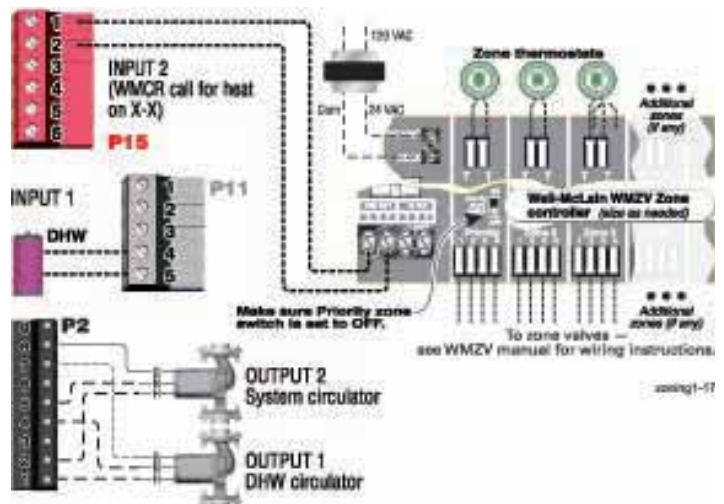 1
2
3
4
5
6
INPUT 2
(WMCR call for heat
on X-X)
P15
120 VAC
Com
24 VAC
Zone thermostats
Additional
zones
(if any)
INPUT 1
DHW
P11
1
2
3
4
5
Weil-McLain WMZV Zone
controller (size as needed)
Make sure Priority zone
switch is set to OFF.
Additional
zones (if any)
To zone valves —
see WMZV manual for wiring instructions.
zoning1-17
P2
OUTPUT 2
System circulator
OUTPUT 1
DHW circulator